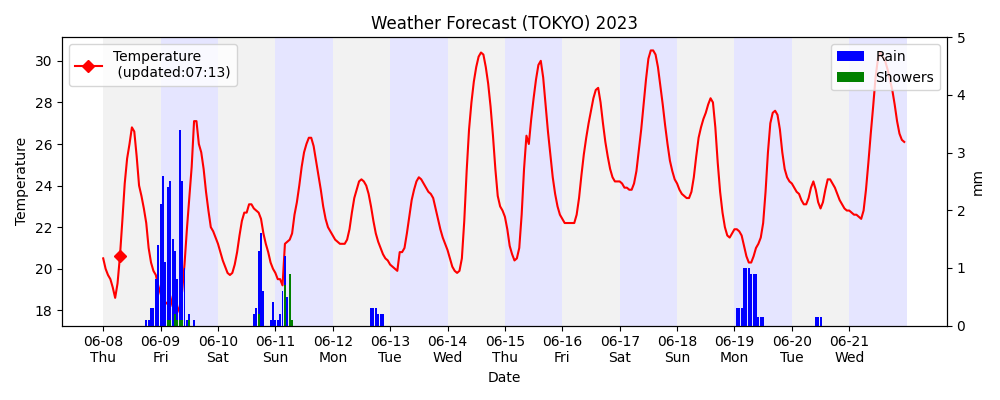 Weather Forecast (TOKYO) 2023
Temperature
(updated:07:13)
Rain
Showers
Temperature
30
28
26
24
22
20
18
5
4
3
2
1
0
mm
06-08 06-09 06-10 06-11 06-12 06-13 06-14 06-15 06-16 06-17 06-18 06-19 06-20 06-21
Thu Fri Sat Sun Mon Tue Wed Thu Fri Sat Sun Mon Tue Wed
Date